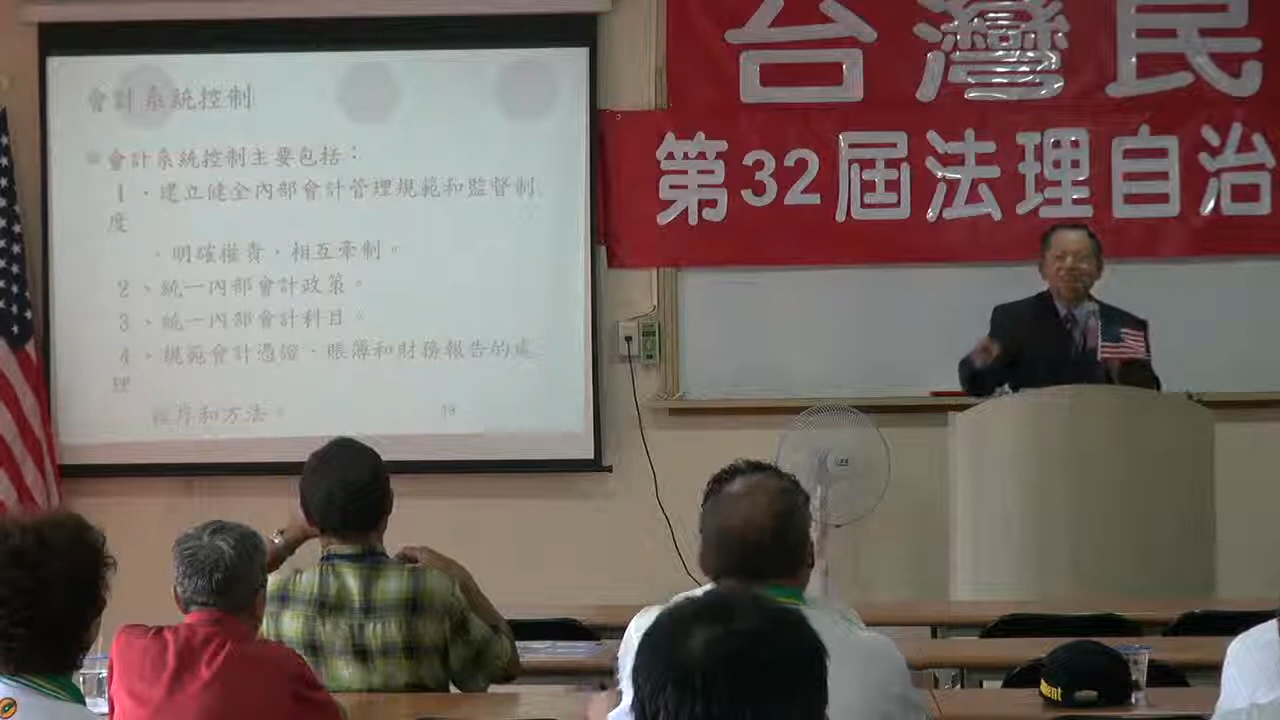 會計系統控制
會計系統控制主要包括：
1、建立健全內部會計管理規範和監督制
度
，明確權責，相互牽制。
2、統一內部會計政策。
3、統一內部會計科目。
4、規範會計憑證、賬簿和財務報告的處
理
程序和方法。
19
台灣民
第32屆法理自治